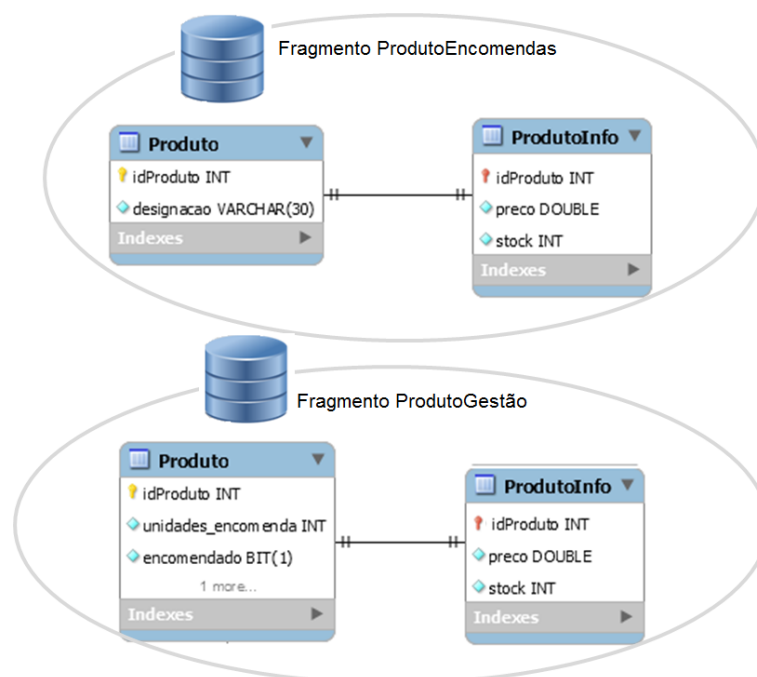 Fragmento ProdutoEncomendas
Produto
idProduto INT
designacao VARCHAR(30)
Indexes
ProdutoInfo
idProduto INT
preco DOUBLE
stock INT
Indexes
Fragmento ProdutoGestão
Produto
idProduto INT
unidades_encomenda INT
encomendado BIT(1)
1 more...
Indexes
ProdutoInfo
idProduto INT
preco DOUBLE
stock INT
Indexes